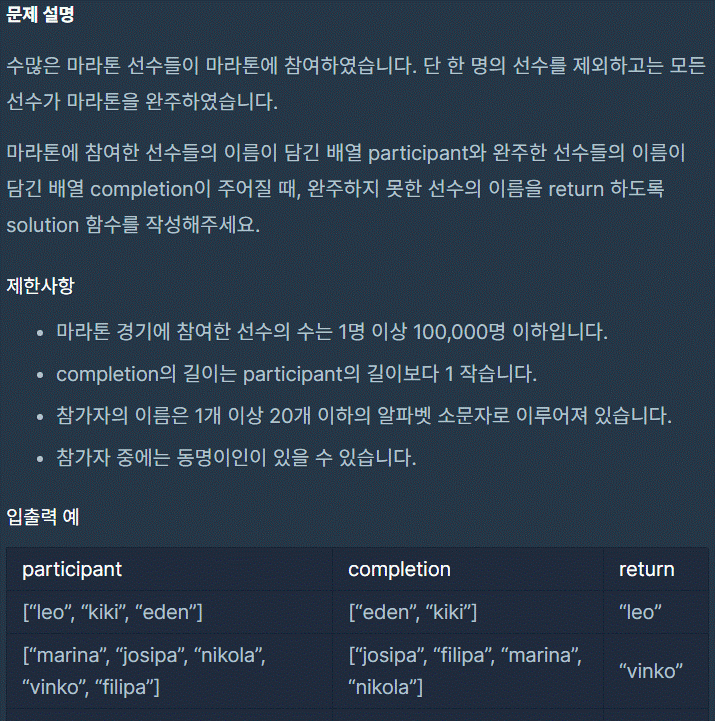 문제 설명
수많은 마라톤 선수들이 마라톤에 참여하였습니다. 단 한 명의 선수를 제외하고는 모든
선수가 마라톤을 완주하였습니다.
마라톤에 참여한 선수들의 이름이 담긴 배열 participant와 완주한 선수들의 이름이
담긴 배열 completion이 주어질 때, 완주하지 못한 선수의 이름을 return 하도록
solution 함수를 작성해주세요.
제한사항
• 마라톤 경기에 참여한 선수의 수는 1명 이상 100,000명 이하입니다.
• completion의 길이는 participant의 길이보다 1 작습니다.
• 참가자의 이름은 1개 이상 20개 이하의 알파벳 소문자로 이루어져 있습니다.
• 참가자 중에는 동명이인이 있을 수 있습니다.
입출력 예
participant completion return
[“leo”, “kiki”, “eden”] [“eden”, “kiki”] “leo”
[“marina”, “josipa”, “nikola”, [“josipa”, “filipa”, “marina”,
“vinko”
“vinko”, “filipa”] “nikola”]